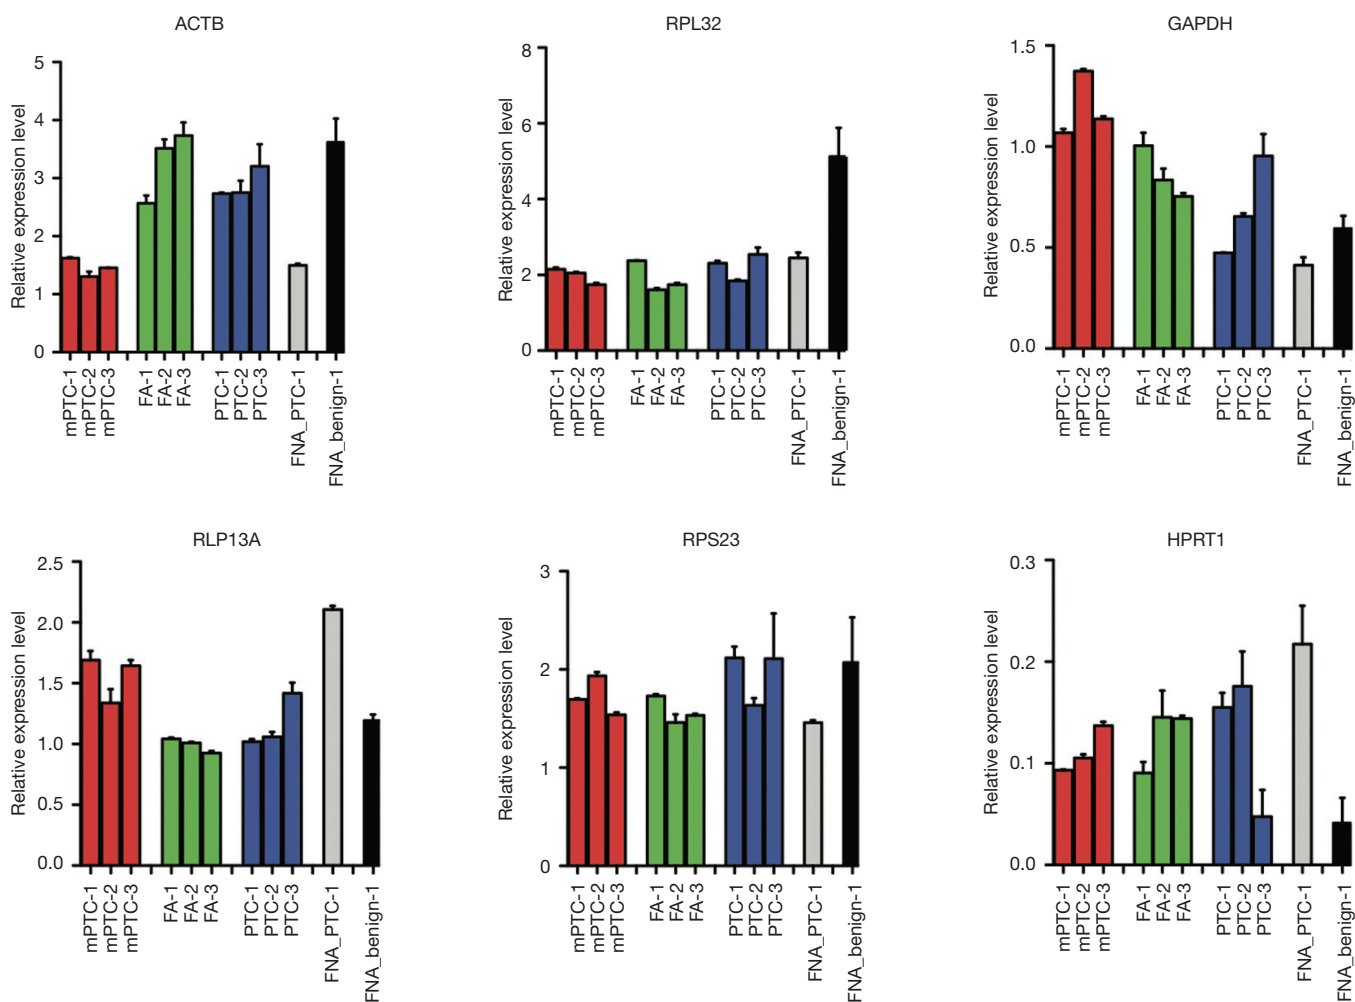 ACTB
Relative expression level
5
4
3
2
1
0
mPTC-1
mPTC-2
mPTC-3
FA-1
FA-2
FA-3
PTC-1
PTC-2
PTC-3
FNA_PTC-1
FNA_benign-1
RPL32
Relative expression level
8
6
4
2
0
mPTC-1
mPTC-2
mPTC-3
FA-1
FA-2
FA-3
PTC-1
PTC-2
PTC-3
FNA_PTC-1
FNA_benign-1
GAPDH
Relative expression level
1.5
1.0
0.5
0.0
mPTC-1
mPTC-2
mPTC-3
FA-1
FA-2
FA-3
PTC-1
PTC-2
PTC-3
FNA_PTC-1
FNA_benign-1
RLP13A
Relative expression level
2.5
2.0
1.5
1.0
0.5
0.0
mPTC-1
mPTC-2
mPTC-3
FA-1
FA-2
FA-3
PTC-1
PTC-2
PTC-3
FNA_PTC-1
FNA_benign-1
RPS23
Relative expression level
3
2
1
0
mPTC-1
mPTC-2
mPTC-3
FA-1
FA-2
FA-3
PTC-1
PTC-2
PTC-3
FNA_PTC-1
FNA_benign-1
HPRT1
Relative expression level
0.3
0.2
0.1
0.0
mPTC-1
mPTC-2
mPTC-3
FA-1
FA-2
FA-3
PTC-1
PTC-2
PTC-3
FNA_PTC-1
FNA_benign-1